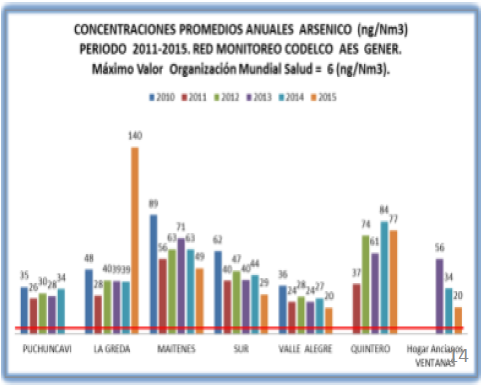 CONCENTRACIONES PROMEDIOS ANUALES ARSENICO (ng/Nm3)
PERIODO 2011-2015. RED MONITOREO CODELCO AES GENER.
Máximo Valor Organización Mundial Salud = 6 (ng/Nm3).
2010 2011 2012 2013 2014 2015
35 26 30 28 34
48 28 40 39 39 140
89 56 63 71 63 49
62 40 47 40 44 29
36 24 28 24 27 20
37 74 61 84 77
56 34 20
PUCHUNCAVI LA GREDA MAITENES SUR VALLE ALEGRE QUINTERO Hogar Ancianos
VENTANAS
14